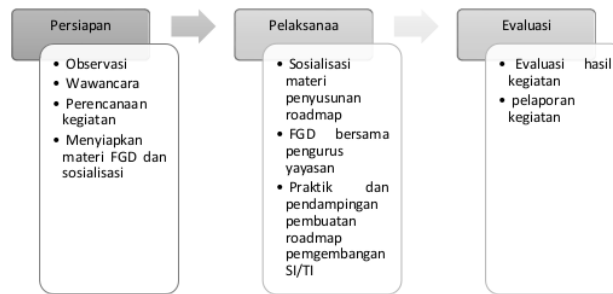 Persiapan
• Observasi
• Wawancara
• Perencanaan
kegiatan
• Menyiapkan
materi FGD dan
sosialisasi
Pelaksanaa
• Sosialisasi
materi
penyusunan
roadmap
• FGD bersama
pengurus
yayasan
• Praktik dan
pendampingan
pembuatan
roadmap
pemgembangan
SI/TI
Evaluasi
• Evaluasi hasil
kegiatan
• pelaporan
kegiatan